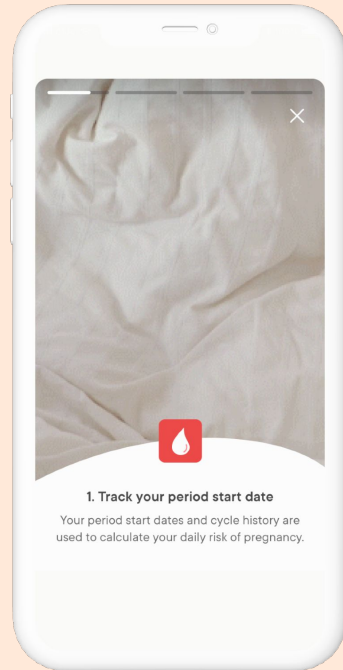 1. Track your period start date
Your period start dates and cycle history are
used to calculate your daily risk of pregnancy.